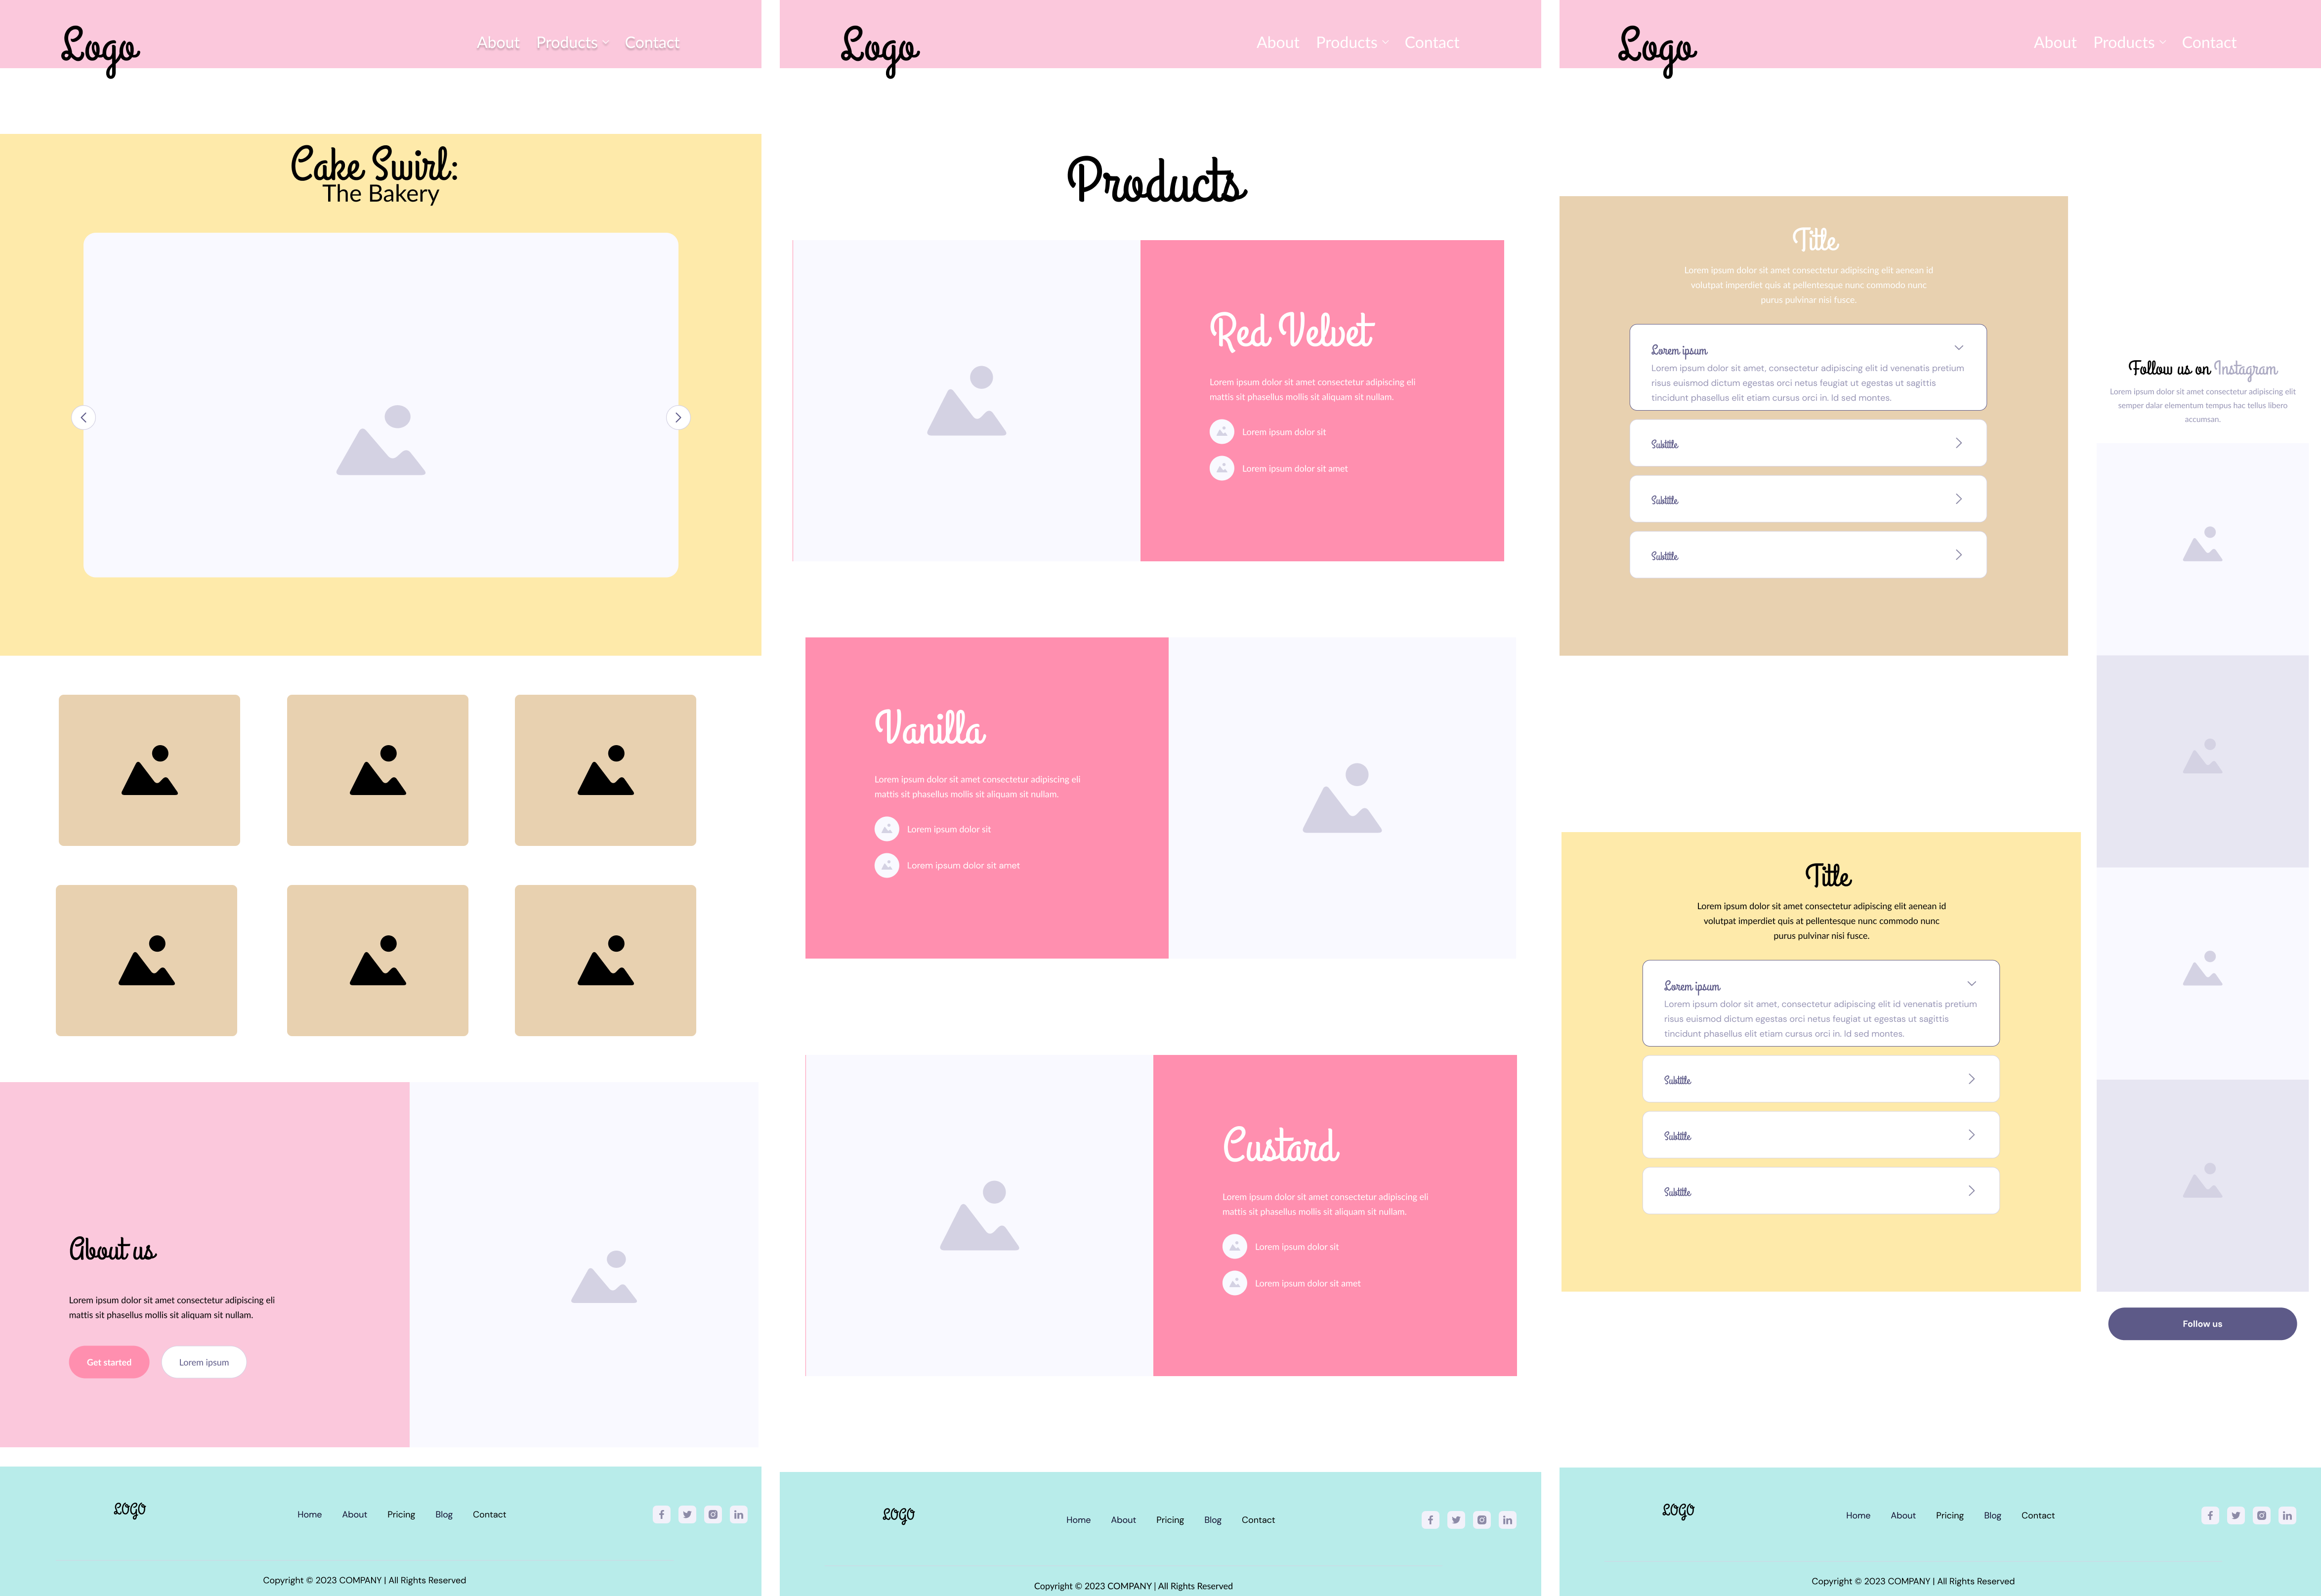 Logo
About Products Contact
Cake Swirl:
The Bakery
About us
Lorem ipsum dolor sit amet consectetur adipiscing eli
mattis sit phasellus mollis sit aliquam sit nullam.
Get started Lorem ipsum
LOGO
Home About Pricing Blog Contact
Copyright © 2023 COMPANY | All Rights Reserved
Logo
About Products Contact
Products
Red Velvet
Lorem ipsum dolor sit amet consectetur adipiscing eli
mattis sit phasellus mollis sit aliquam sit nullam.
Lorem ipsum dolor sit
Lorem ipsum dolor sit amet
Vanilla
Lorem ipsum dolor sit amet consectetur adipiscing eli
mattis sit phasellus mollis sit aliquam sit nullam.
Lorem ipsum dolor sit
Lorem ipsum dolor sit amet
Custard
Lorem ipsum dolor sit amet consectetur adipiscing eli
mattis sit phasellus mollis sit aliquam sit nullam.
Lorem ipsum dolor sit
Lorem ipsum dolor sit amet
LOGO
Home About Pricing Blog Contact
Copyright © 2023 COMPANY | All Rights Reserved
Logo
About Products Contact
Title
Lorem ipsum dolor sit amet consectetur adipiscing elit aenean id
volutpat imperdiet quis at pellentesque nunc commodo nunc
purus pulvinar nisi fusce.
Lorem ipsum
Lorem ipsum dolor sit amet, consectetur adipiscing elit id venenatis pretium
risus euismod dictum egestas orci netus feugiat ut egestas ut sagittis
tincidunt phasellus elit etiam cursus orci in. Id sed montes.
Subtitle
Subtitle
Subtitle
Follow us on Instagram
Lorem ipsum dolor sit amet consectetur adipiscing elit
semper dalar elementum tempus hac tellus libero
accumsan.
Title
Lorem ipsum dolor sit amet consectetur adipiscing elit aenean id
volutpat imperdiet quis at pellentesque nunc commodo nunc
purus pulvinar nisi fusce.
Lorem ipsum
Lorem ipsum dolor sit amet, consectetur adipiscing elit id venenatis pretium
risus euismod dictum egestas orci netus feugiat ut egestas ut sagittis
tincidunt phasellus elit etiam cursus orci in. Id sed montes.
Subtitle
Subtitle
Subtitle
Follow us
LOGO
Home About Pricing Blog Contact
Copyright © 2023 COMPANY | All Rights Reserved